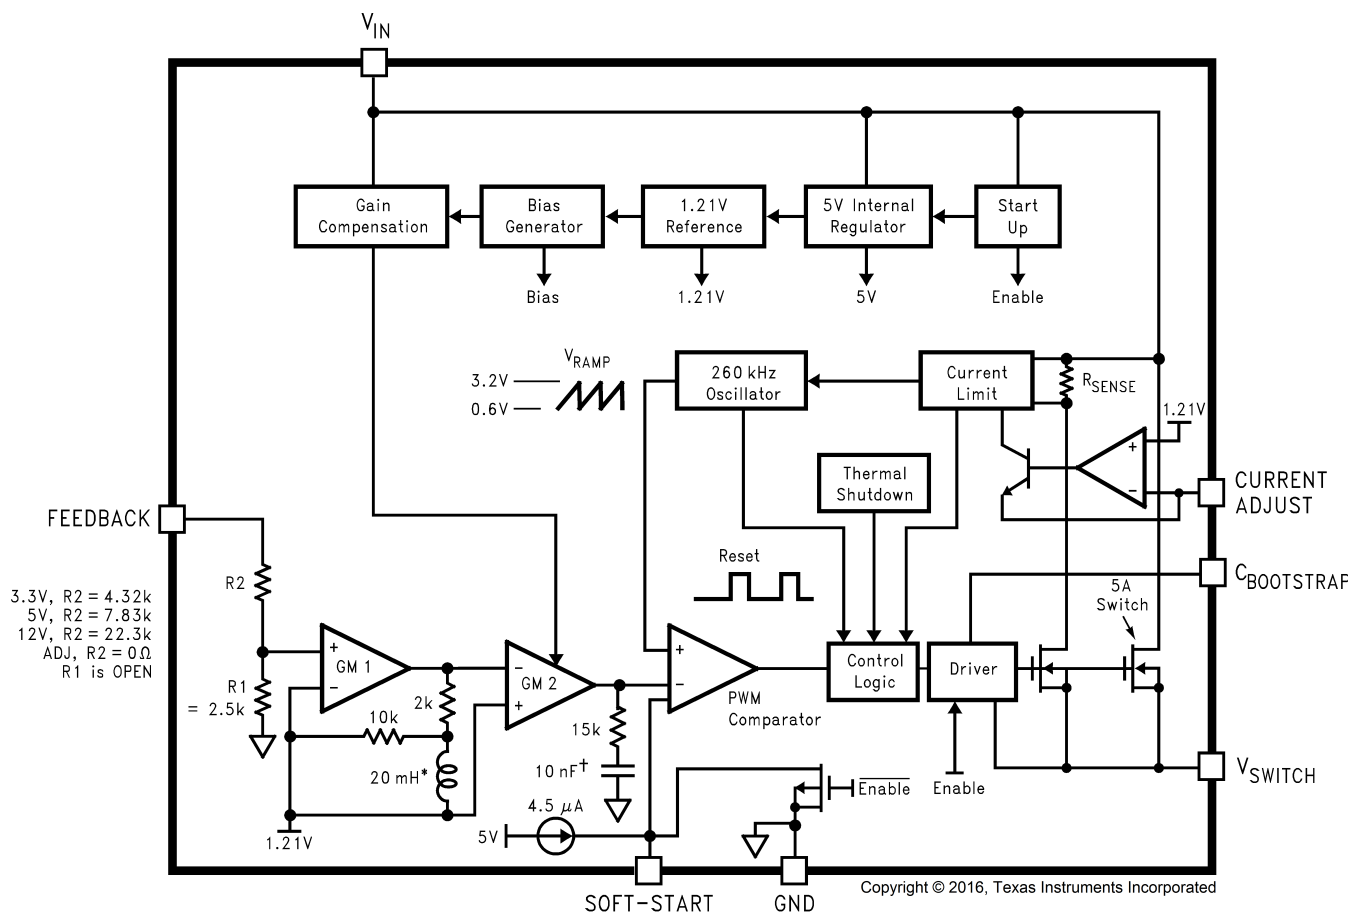 VIN
Gain
Compensation
Bias
Generator
1.21V
Reference
5V Internal
Regulator
Start
Up
Bias
1.21V
5V
Enable
VRAMP
3.2V
0.6V
260 kHz
Oscillator
Current
Limit
RSENSE
1.21V
Thermal
Shutdown
CURRENT
ADJUST
FEEDBACK
Reset
CBOOTSTRAP
5A
Switch
R2
3.3V, R2 = 4.32k
5V, R2 = 7.83k
12V, R2 = 22.3k
ADJ, R2 = 0Ω
R1 is OPEN
R1
= 2.5k
+
GM 1
−
−
GM 2
+
+
−
PWM
Comparator
+
−
Control
Logic
Driver
2k
10k
20 mH*
15k
10 nF†
1.21V
4.5 µA
5V
Enable
Enable
VSWITCH
SOFT-START
GND
Copyright © 2016, Texas Instruments Incorporated